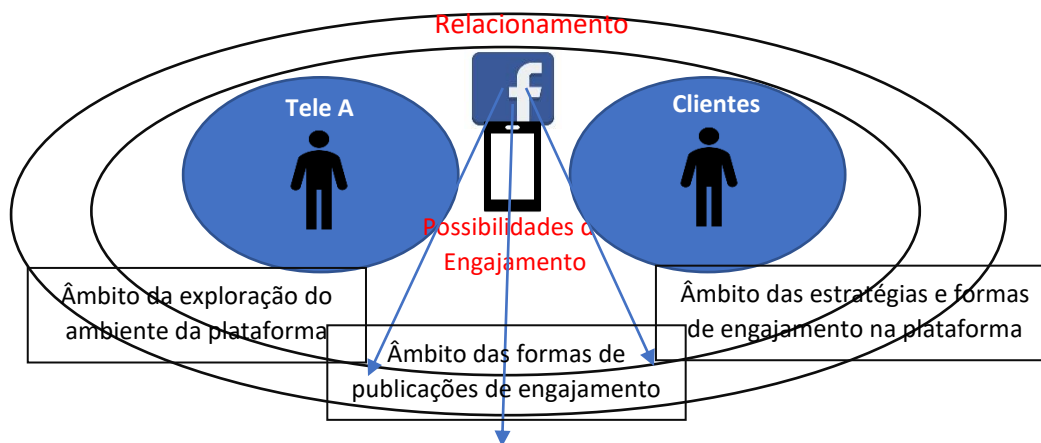 Relacionamento
f
Tele A
Clientes
Possibilidades d
Engajamento
Âmbito da exploração do
ambiente da plataforma
Âmbito das estratégias e formas
de engajamento na plataforma
Âmbito das formas de
publicações de engajamento